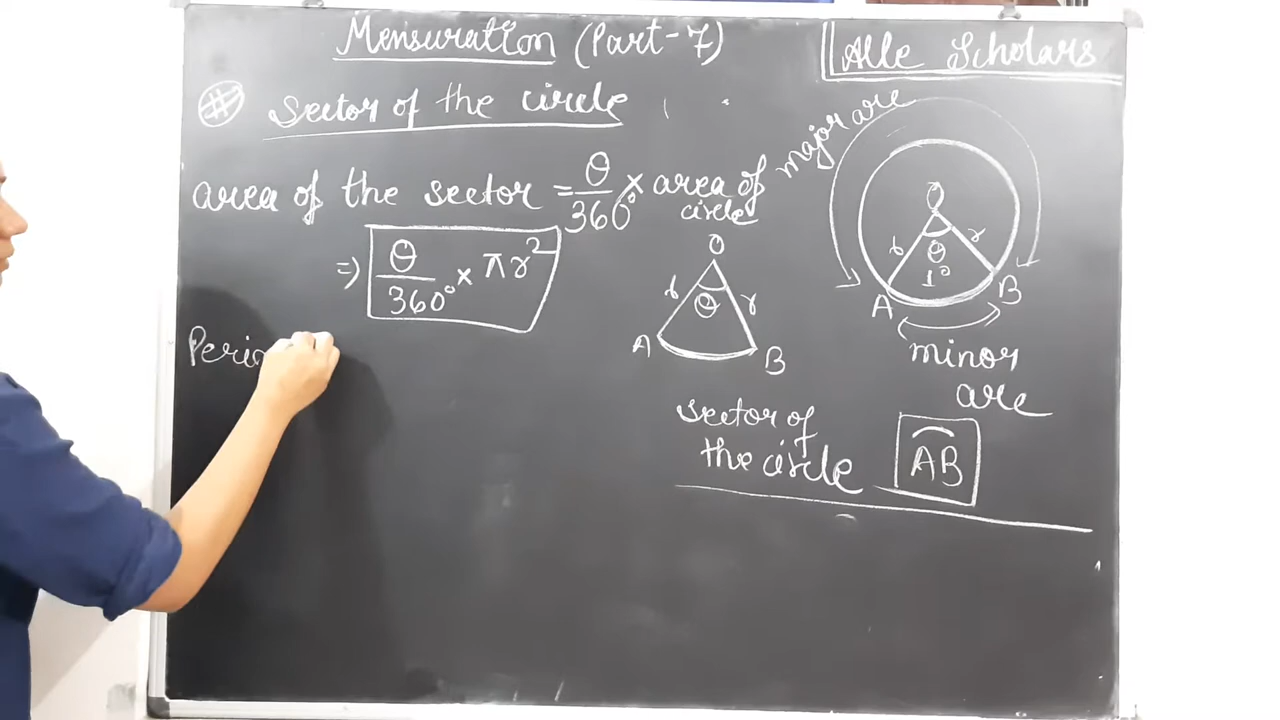 Mensuration (Part-7)
Alle Scholars
# Sector of the circle
area of the sector = θ/360° × area of circle
=) θ/360° × πr²
Peri
O
r θ r
A B
sector of
the circle
major arc
O
r θ r
1°
A B
minor
arc
AB